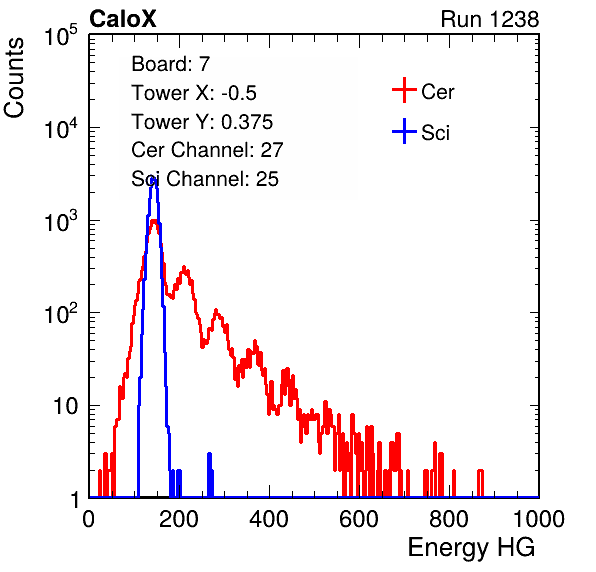 CaloX Run 1238
Counts
Board: 7
Tower X: -0.5
Tower Y: 0.375
Cer Channel: 27
Sci Channel: 25
Cer
Sci
10^5
10^4
10^3
10^2
10
1
0 200 400 600 800 1000
Energy HG